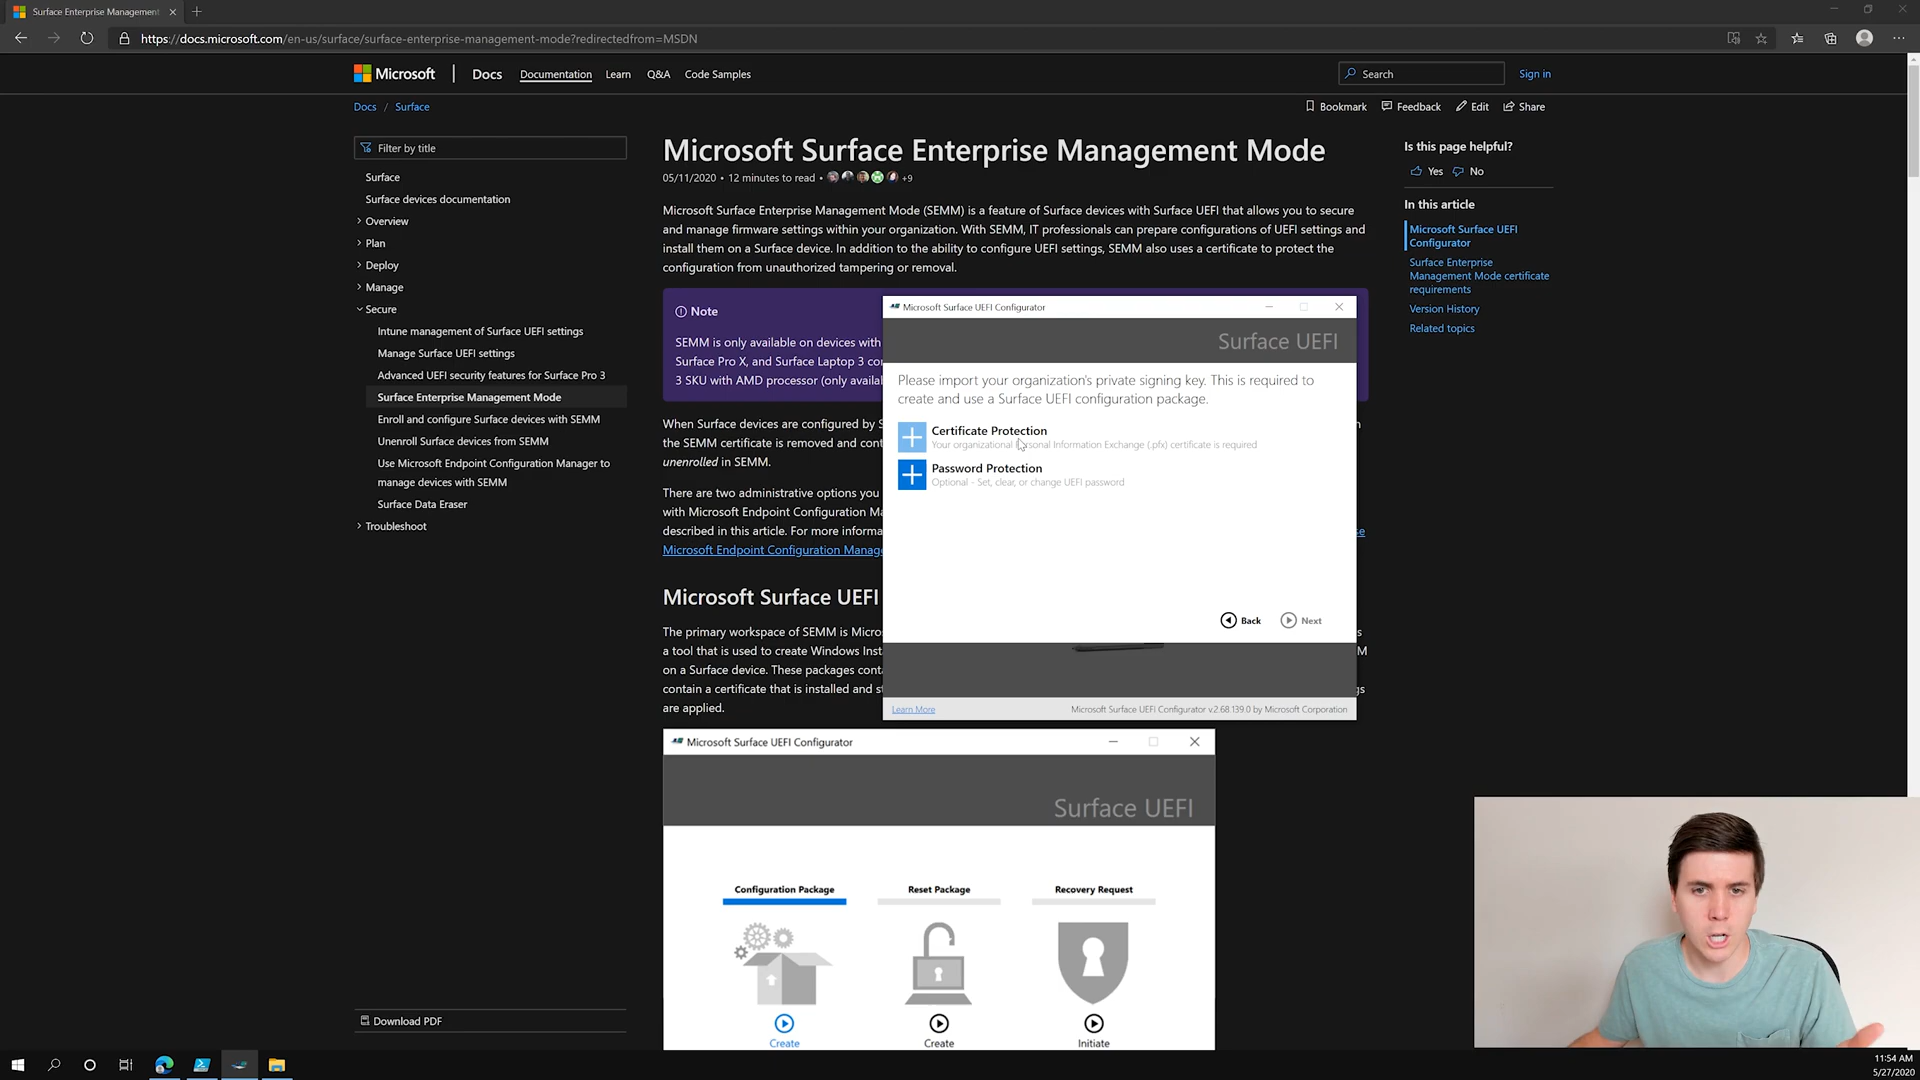 Surface Enterprise Management
https://docs.microsoft.com/en-us/surface/surface-enterprise-management-mode?redirectedfrom=MSDN
Microsoft
Docs
Documentation
Learn
Q&A
Code Samples
Search
Sign in
Docs / Surface
Bookmark
Feedback
Edit
Share
Filter by title
Surface
Surface devices documentation
Overview
Plan
Deploy
Manage
Secure
Intune management of Surface UEFI settings
Manage Surface UEFI settings
Advanced UEFI security features for Surface Pro 3
Surface Enterprise Management Mode
Enroll and configure Surface devices with SEMM
Unenroll Surface devices from SEMM
Use Microsoft Endpoint Configuration Manager to
manage devices with SEMM
Surface Data Eraser
Troubleshoot
Download PDF
Microsoft Surface Enterprise Management Mode
05/11/2020 • 12 minutes to read • +9
Microsoft Surface Enterprise Management Mode (SEMM) is a feature of Surface devices with Surface UEFI that allows you to secure
and manage firmware settings within your organization. With SEMM, IT professionals can prepare configurations of UEFI settings and
install them on a Surface device. In addition to the ability to configure UEFI settings, SEMM also uses a certificate to protect the
configuration from unauthorized tampering or removal.
Note
SEMM is only available on devices with
Surface Pro X, and Surface Laptop 3 co
3 SKU with AMD processor (only availa
When Surface devices are configured by S
the SEMM certificate is removed and cont
unenrolled in SEMM.
There are two administrative options you
with Microsoft Endpoint Configuration Ma
described in this article. For more informa
Microsoft Endpoint Configuration Manage
Microsoft Surface UEFI
The primary workspace of SEMM is Micro
a tool that is used to create Windows Inst
on a Surface device. These packages cont
contain a certificate that is installed and s
are applied.
Microsoft Surface UEFI Configurator
Surface UEFI
Please import your organization's private signing key. This is required to
create and use a Surface UEFI configuration package.
Certificate Protection
Your organizational Personal Information Exchange (.pfx) certificate is required
Password Protection
Optional - Set, clear, or change UEFI password
Back
Next
Learn More
Microsoft Surface UEFI Configurator v.2.68.139.0 by Microsoft Corporation
Microsoft Surface UEFI Configurator
Surface UEFI
Configuration Package
Reset Package
Recovery Request
Create
Create
Initiate
Is this page helpful?
Yes
No
In this article
Microsoft Surface UEFI
Configurator
Surface Enterprise
Management Mode certificate
requirements
Version History
Related topics
11:54 AM
5/27/2020